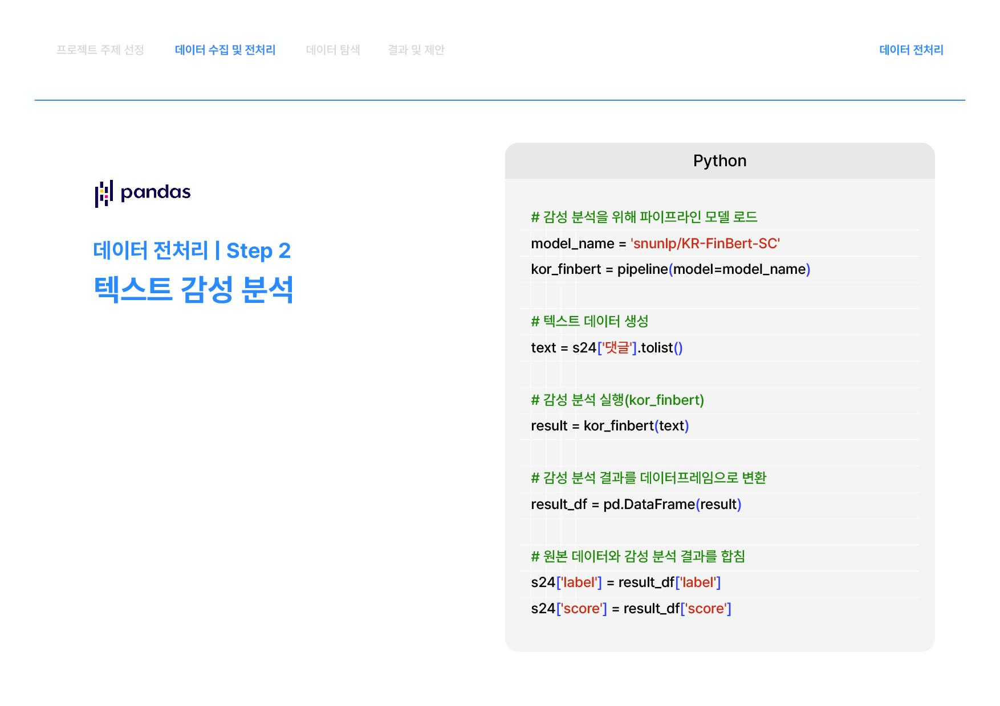 프로젝트 주제 선정 데이터 수집 및 전처리 데이터 탐색 결과 및 제안 데이터 전처리
pandas
데이터 전처리 | Step 2
텍스트 감성 분석
Python
# 감성 분석을 위해 파이프라인 모델 로드
model_name = 'snunlp/KR-FinBert-SC'
kor_finbert = pipeline(model=model_name)
# 텍스트 데이터 생성
text = s24['댓글'].tolist()
# 감성 분석 실행(kor_finbert)
result = kor_finbert(text)
# 감성 분석 결과를 데이터프레임으로 변환
result_df = pd.DataFrame(result)
# 원본 데이터와 감성 분석 결과를 합침
s24['label'] = result_df['label']
s24['score'] = result_df['score']